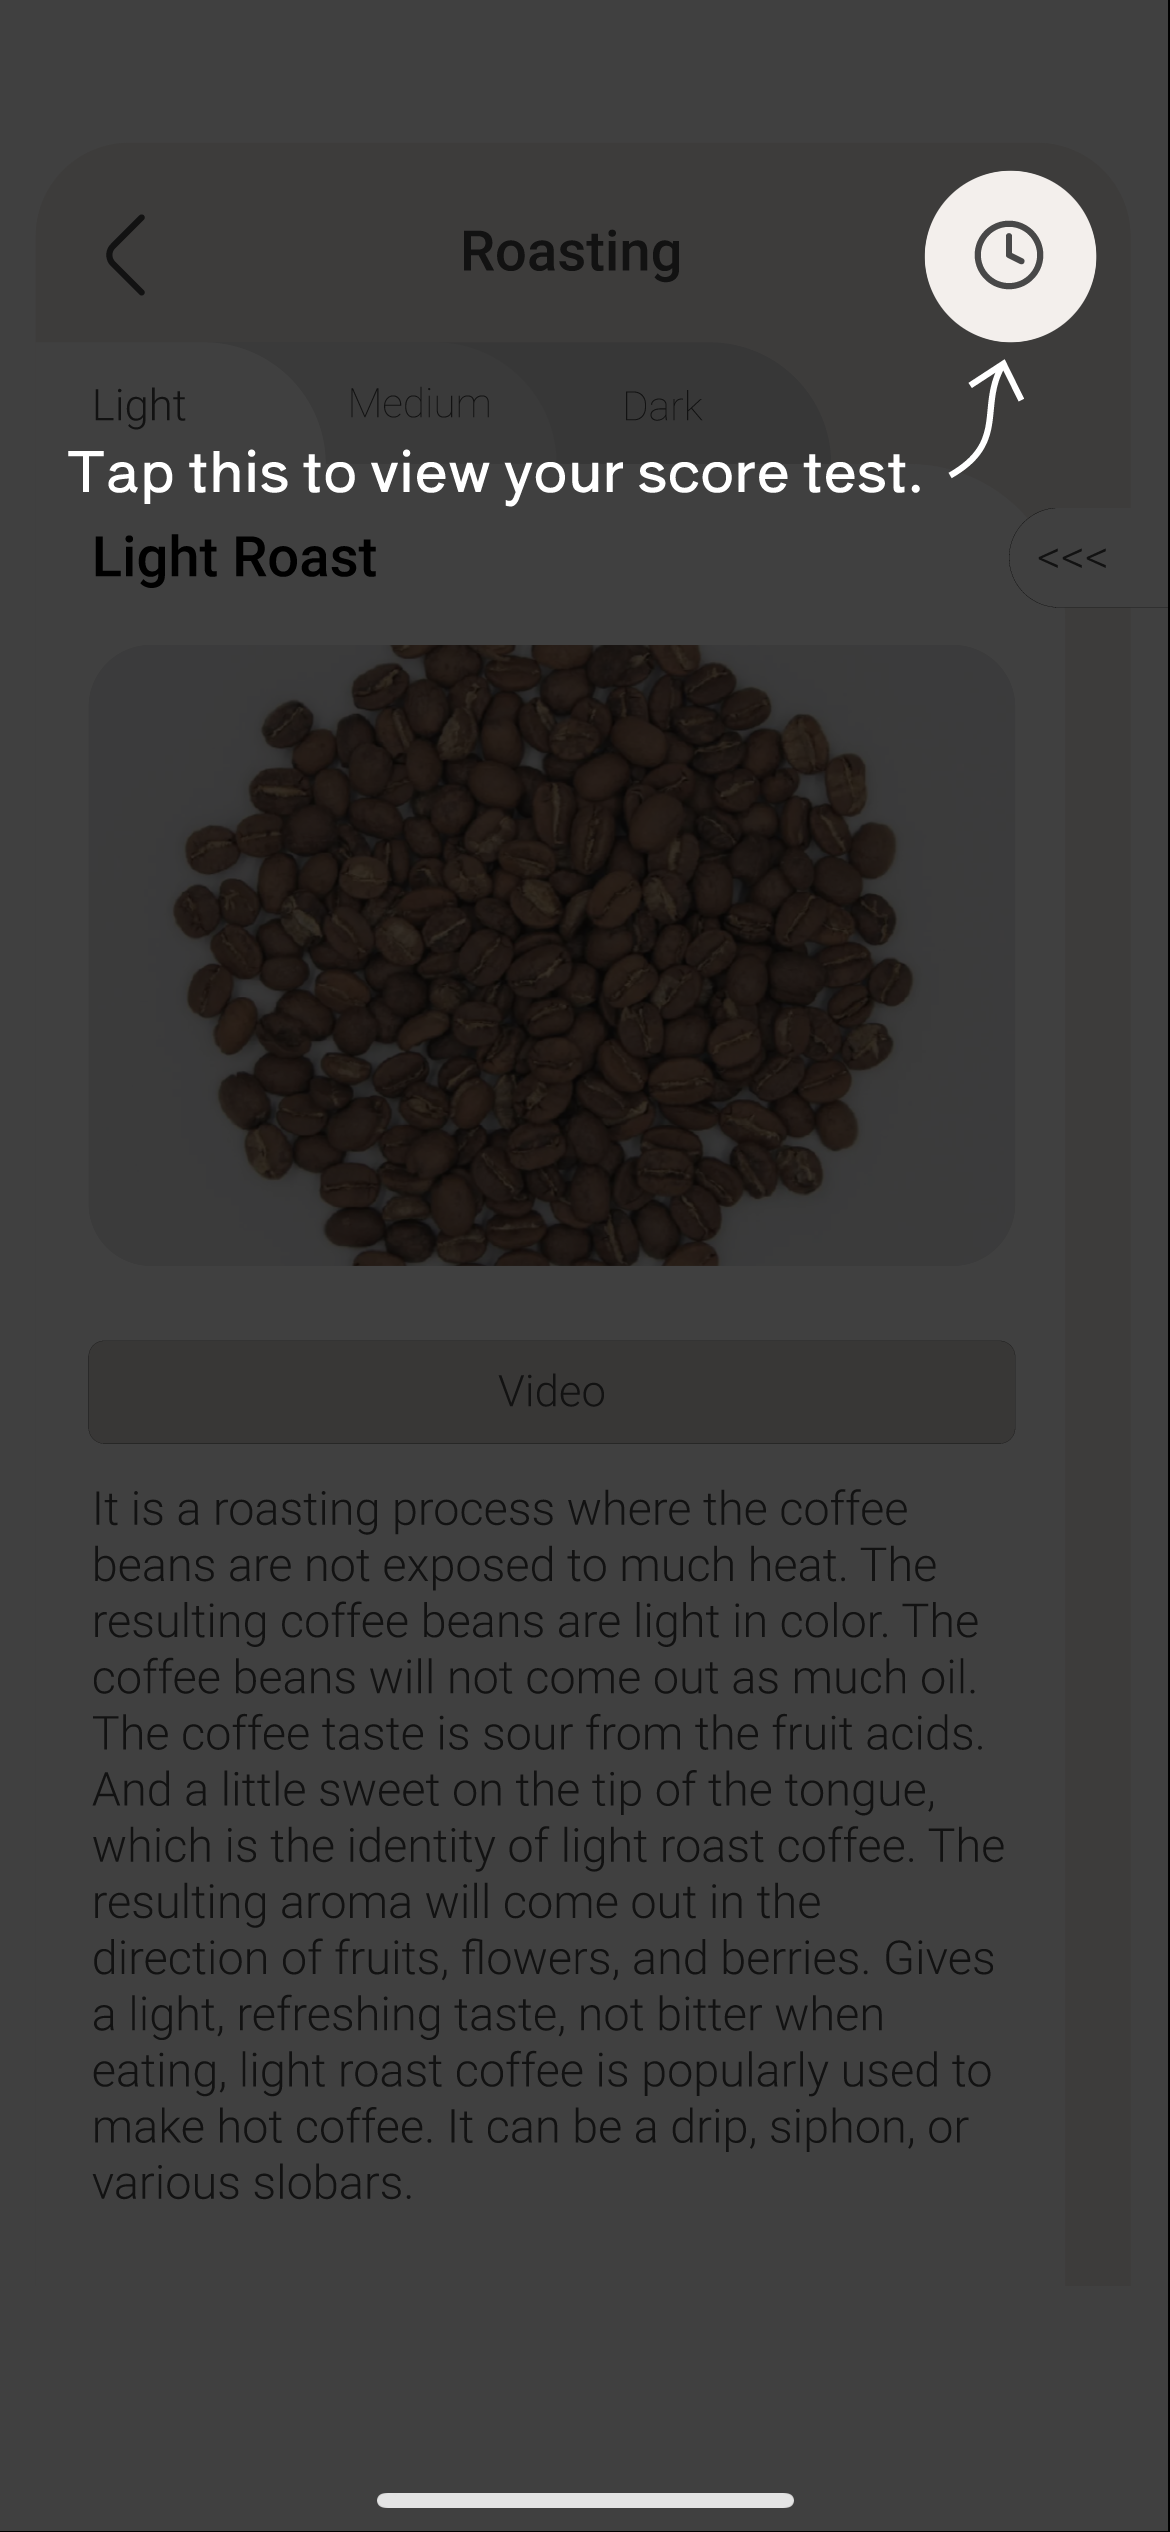 Roasting
Light
Medium
Dark
Tap this to view your score test.
Light Roast
<<<
Video
It is a roasting process where the coffee
beans are not exposed to much heat. The
resulting coffee beans are light in color. The
coffee beans will not come out as much oil.
The coffee taste is sour from the fruit acids.
And a little sweet on the tip of the tongue,
which is the identity of light roast coffee. The
resulting aroma will come out in the
direction of fruits, flowers, and berries. Gives
a light, refreshing taste, not bitter when
eating, light roast coffee is popularly used to
make hot coffee. It can be a drip, siphon, or
various slobars.